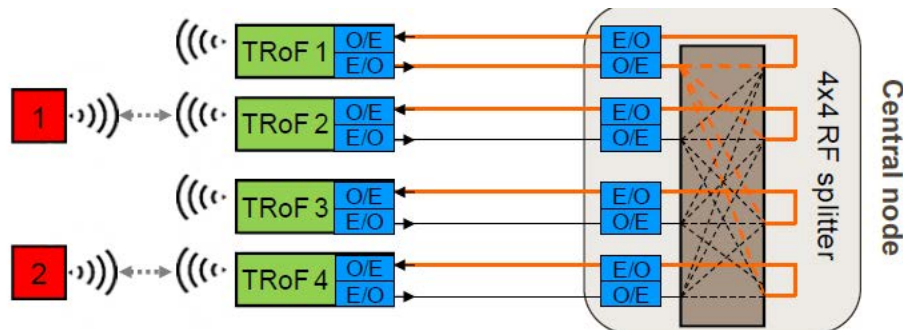 TRoF 1
O/E
E/O
E/O
O/E
1
TRoF 2
O/E
E/O
E/O
O/E
TRoF 3
O/E
E/O
E/O
O/E
2
TRoF 4
O/E
E/O
E/O
O/E
4x4 RF splitter
Central node